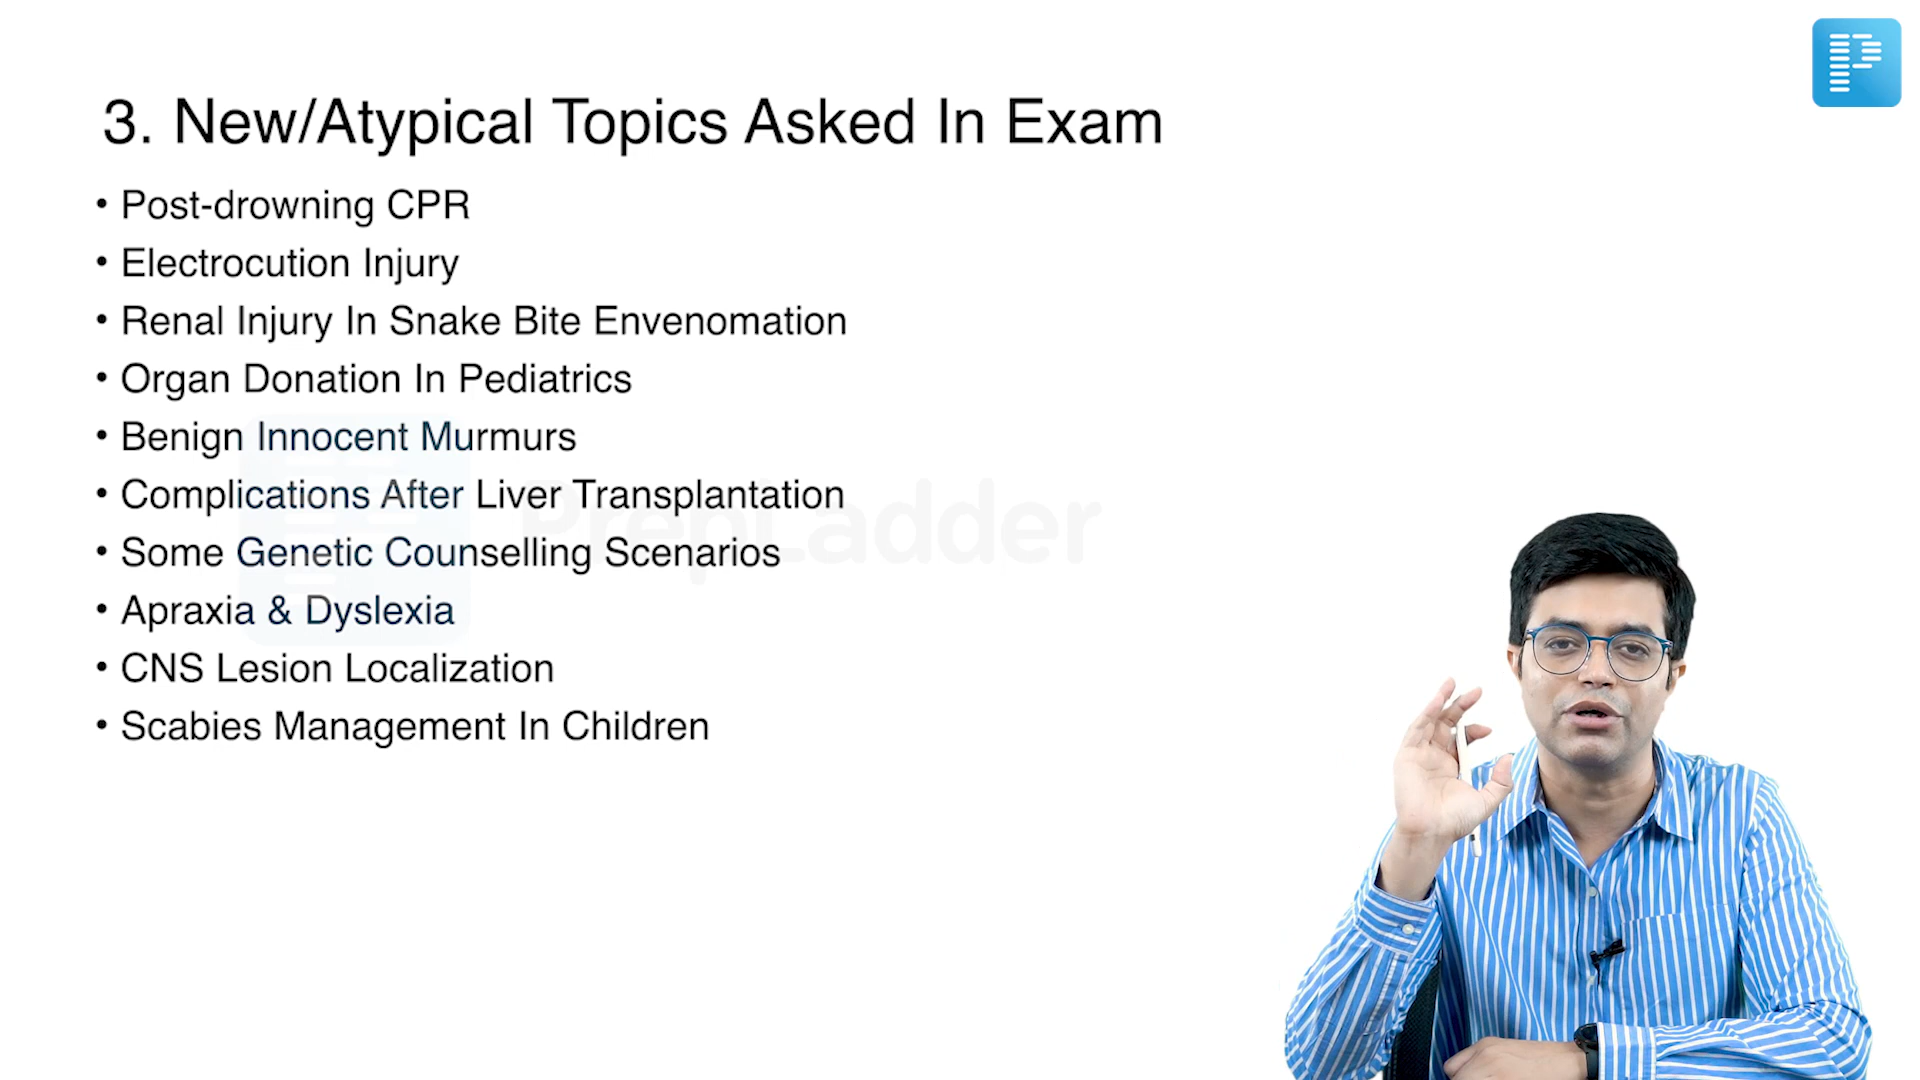 3. New/Atypical Topics Asked In Exam
• Post-drowning CPR
• Electrocution Injury
• Renal Injury In Snake Bite Envenomation
• Organ Donation In Pediatrics
• Benign Innocent Murmurs
• Complications After Liver Transplantation
• Some Genetic Counselling Scenarios
• Apraxia & Dyslexia
• CNS Lesion Localization
• Scabies Management In Children
PrepLadder